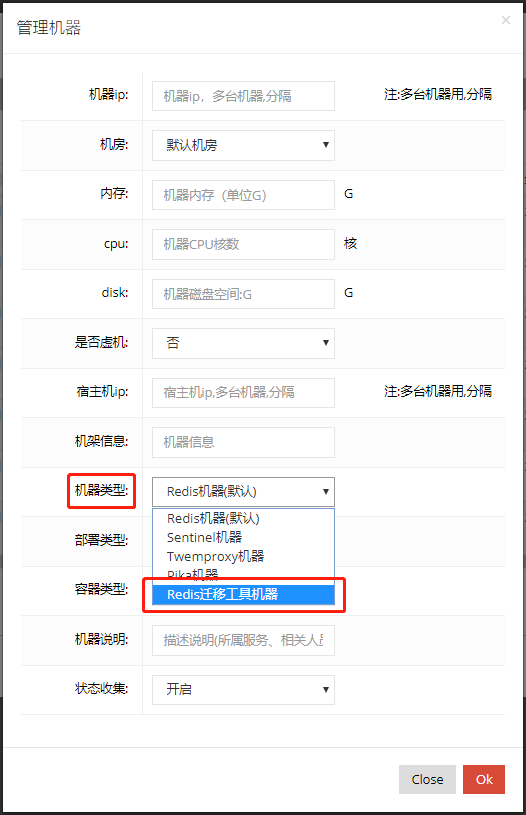 管理机器
×
机器ip: 机器ip，多台机器,分隔 注:多台机器用,分隔
机房: 默认机房
内存: 机器内存（单位G） G
cpu: 机器CPU核数 核
disk: 机器磁盘空间:G G
是否虚机: 否
宿主机ip: 宿主机ip,多台机器,分隔 注:多台机器用,分隔
机架信息: 机器信息
机器类型: Redis机器(默认)
Redis机器(默认)
Sentinel机器
部署类型:
Twemproxy机器
Pika机器
容器类型: Redis迁移工具机器
机器说明: 描述说明(所属服务、相关人员
状态收集: 开启
Close Ok